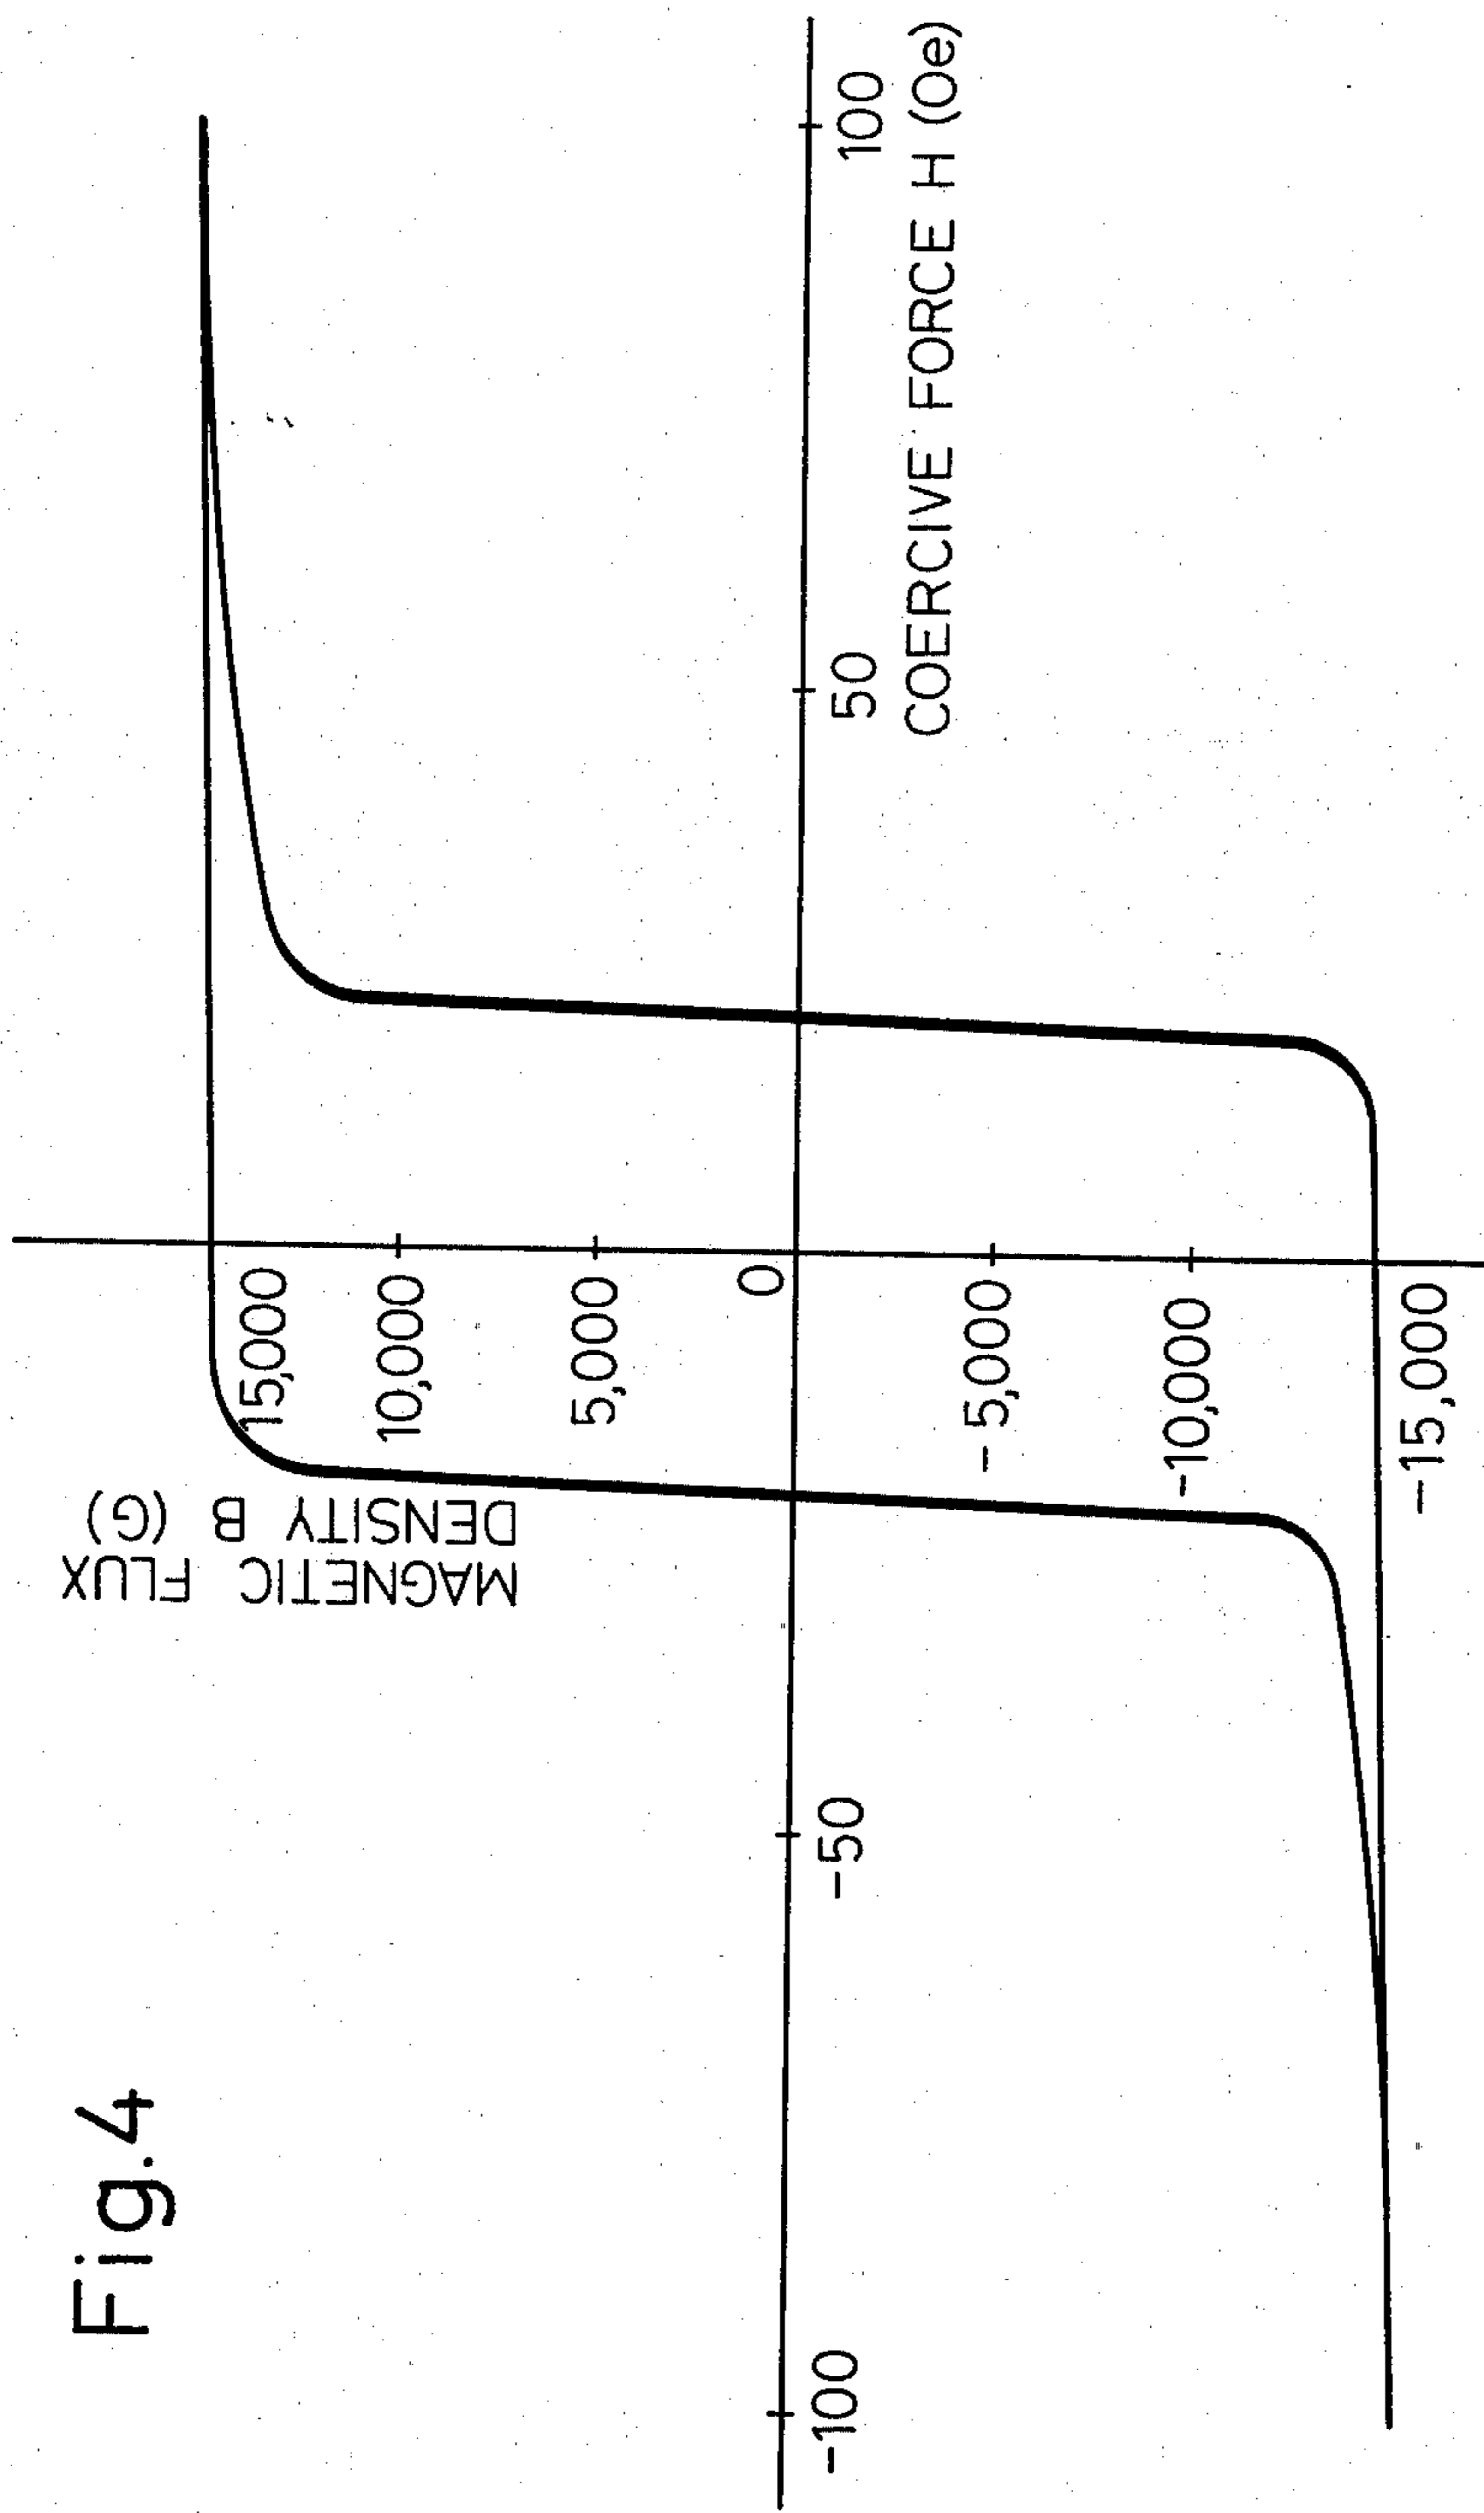 Fig.4
MAGNETIC FLUX
DENSITY B (G)
15,000
10,000
5,000
0
-5,000
-10,000
-15,000
-100
-50
50
100
COERCIVE FORCE H (Oe)